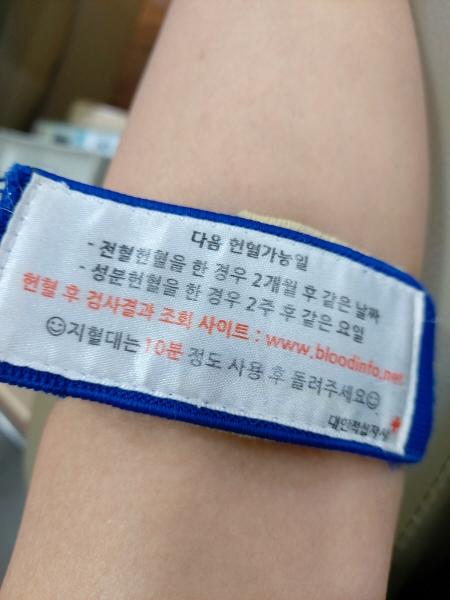 다음 헌혈가능일
- 전혈헌혈을 한 경우 2개월 후 같은 날짜
- 성분헌혈을 한 경우 2주 후 같은 요일
헌혈 후 검사결과 조회 사이트 : www.bloodinfo.net
☺지혈대는 10분 정도 사용 후 돌려주세요☺
대한적십자사